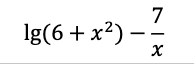 lg(6 + x²) − 7/x